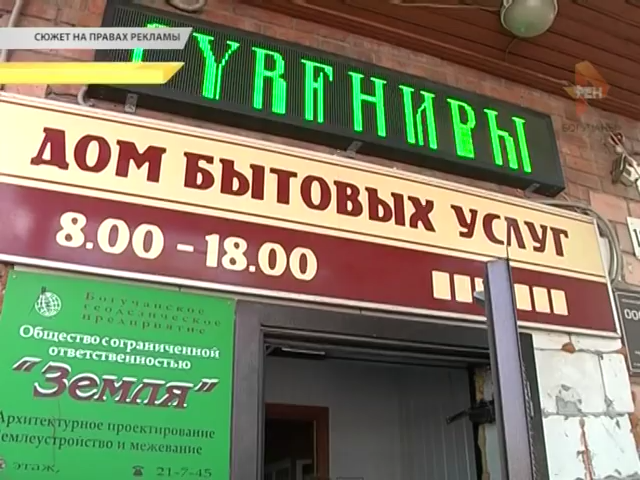 СЮЖЕТ НА ПРАВАХ РЕКЛАМЫ
СУВЕНИРЫ
РЕН
ДОМ БЫТОВЫХ УСЛУГ
8.00 - 18.00
Богучанское
геодезическое
предприятие
Общество с ограниченной
ответственностью
"Земля"
Архитектурное проектирование
Землеустройство и межевание
этаж,
21-7-45
ООО